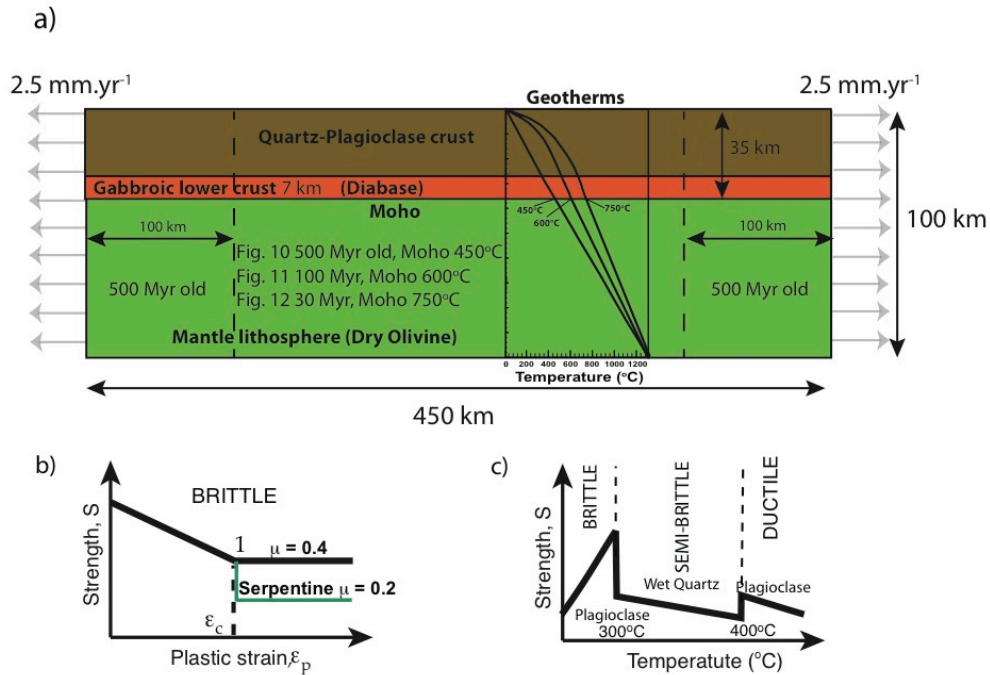 a)
2.5 mm.yr-1
2.5 mm.yr-1
Geotherms
Quartz-Plagioclase crust
35 km
Gabbroic lower crust 7 km (Diabase)
Moho
450°C
600°C
750°C
100 km
100 km
100 km
Fig. 10 500 Myr old, Moho 450°C
Fig. 11 100 Myr, Moho 600°C
Fig. 12 30 Myr, Moho 750°C
500 Myr old
500 Myr old
Mantle lithosphere (Dry Olivine)
0 200 400 600 800 1000 1200
Temperature (°C)
450 km
b)
BRITTLE
Strength, S
1
μ = 0.4
Serpentine μ = 0.2
εc
Plastic strain,εp
c)
BRITTLE
SEMI-BRITTLE
DUCTILE
Strength, S
Wet Quartz
Plagioclase
Plagioclase
300°C
400°C
Temperatute (°C)